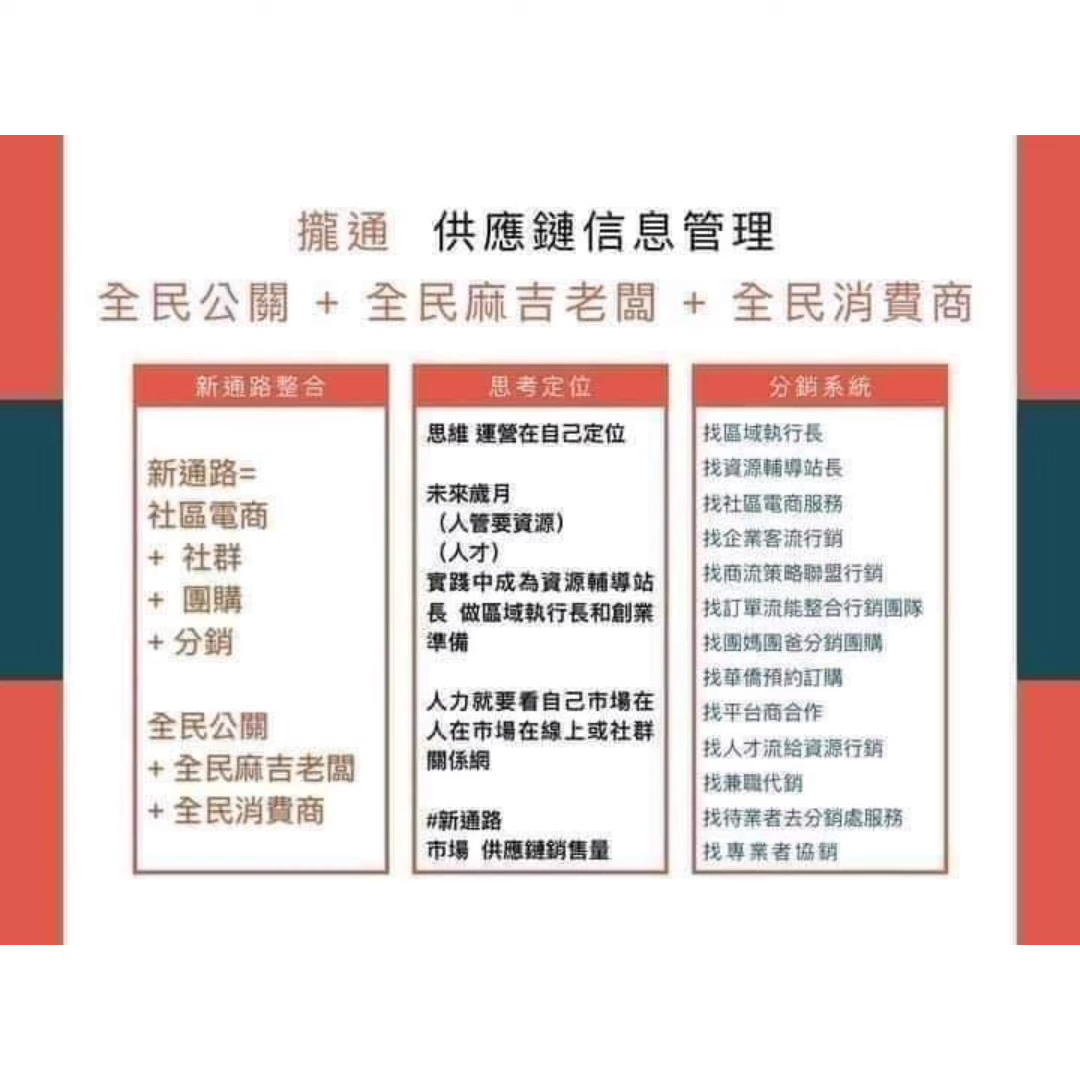 攏通 供應鏈信息管理
全民公關 + 全民麻吉老闆 + 全民消費商
新通路整合
新通路=
社區電商
+ 社群
+ 團購
+ 分銷
全民公關
+ 全民麻吉老闆
+ 全民消費商
思考定位
思維 運營在自己定位
未來歲月
（人管要資源）
（人才）
實踐中成為資源輔導站
長 做區域執行長和創業
準備
人力就要看自己市場在
人在市場在線上或社群
關係網
#新通路
市場 供應鏈銷售量
分銷系統
找區域執行長
找資源輔導站長
找社區電商服務
找企業客流行銷
找商流策略聯盟行銷
找訂單流能整合行銷團隊
找團媽團爸分銷團購
找華僑預約訂購
找平台商合作
找人才流給資源行銷
找兼職代銷
找待業者去分銷處服務
找專業者協銷